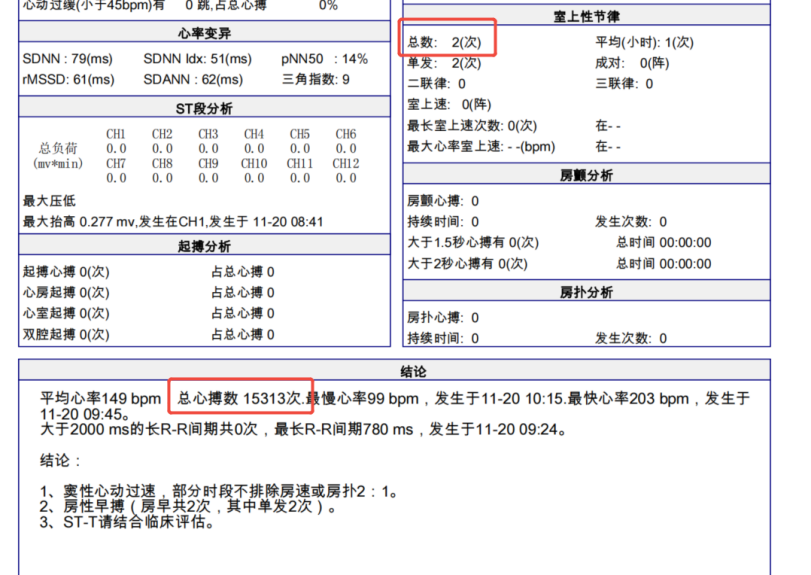 心动过缓(小于45bpm)有 0 跳,占总心搏 0%
心率变异
SDNN : 79(ms) SDNN Idx: 51(ms) pNN50 : 14%
rMSSD: 61(ms) SDANN : 62(ms) 三角指数: 9
ST段分析
CH1 CH2 CH3 CH4 CH5 CH6
总负荷 0.0 0.0 0.0 0.0 0.0 0.0
(mv*min) CH7 CH8 CH9 CH10 CH11 CH12
0.0 0.0 0.0 0.0 0.0 0.0
最大压低
最大抬高 0.277 mv,发生在CH1,发生于 11-20 08:41
起搏分析
起搏心搏 0(次) 占总心搏 0
心房起搏 0(次) 占总心搏 0
心室起搏 0(次) 占总心搏 0
双腔起搏 0(次) 占总心搏 0
室上性节律
总数: 2(次) 平均(小时): 1(次)
单发: 2(次) 成对: 0(阵)
二联律: 0 三联律: 0
室上速: 0(阵)
最长室上速次数: 0(次) 在- -
最大心率室上速: - -(bpm) 在- -
房颤分析
房颤心搏: 0
持续时间: 0 发生次数: 0
大于1.5秒心搏有 0(次) 总时间 00:00:00
大于2秒心搏有 0(次) 总时间 00:00:00
房扑分析
房扑心搏: 0
持续时间: 0 发生次数: 0
结论
平均心率149 bpm 总心搏数 15313次.最慢心率99 bpm，发生于11-20 10:15.最快心率203 bpm，发生于
11-20 09:45。
大于2000 ms的长R-R间期共0次，最长R-R间期780 ms，发生于11-20 09:24。
结论：
1、窦性心动过速，部分时段不排除房速或房扑2：1。
2、房性早搏（房早共2次，其中单发2次）。
3、ST-T请结合临床评估。